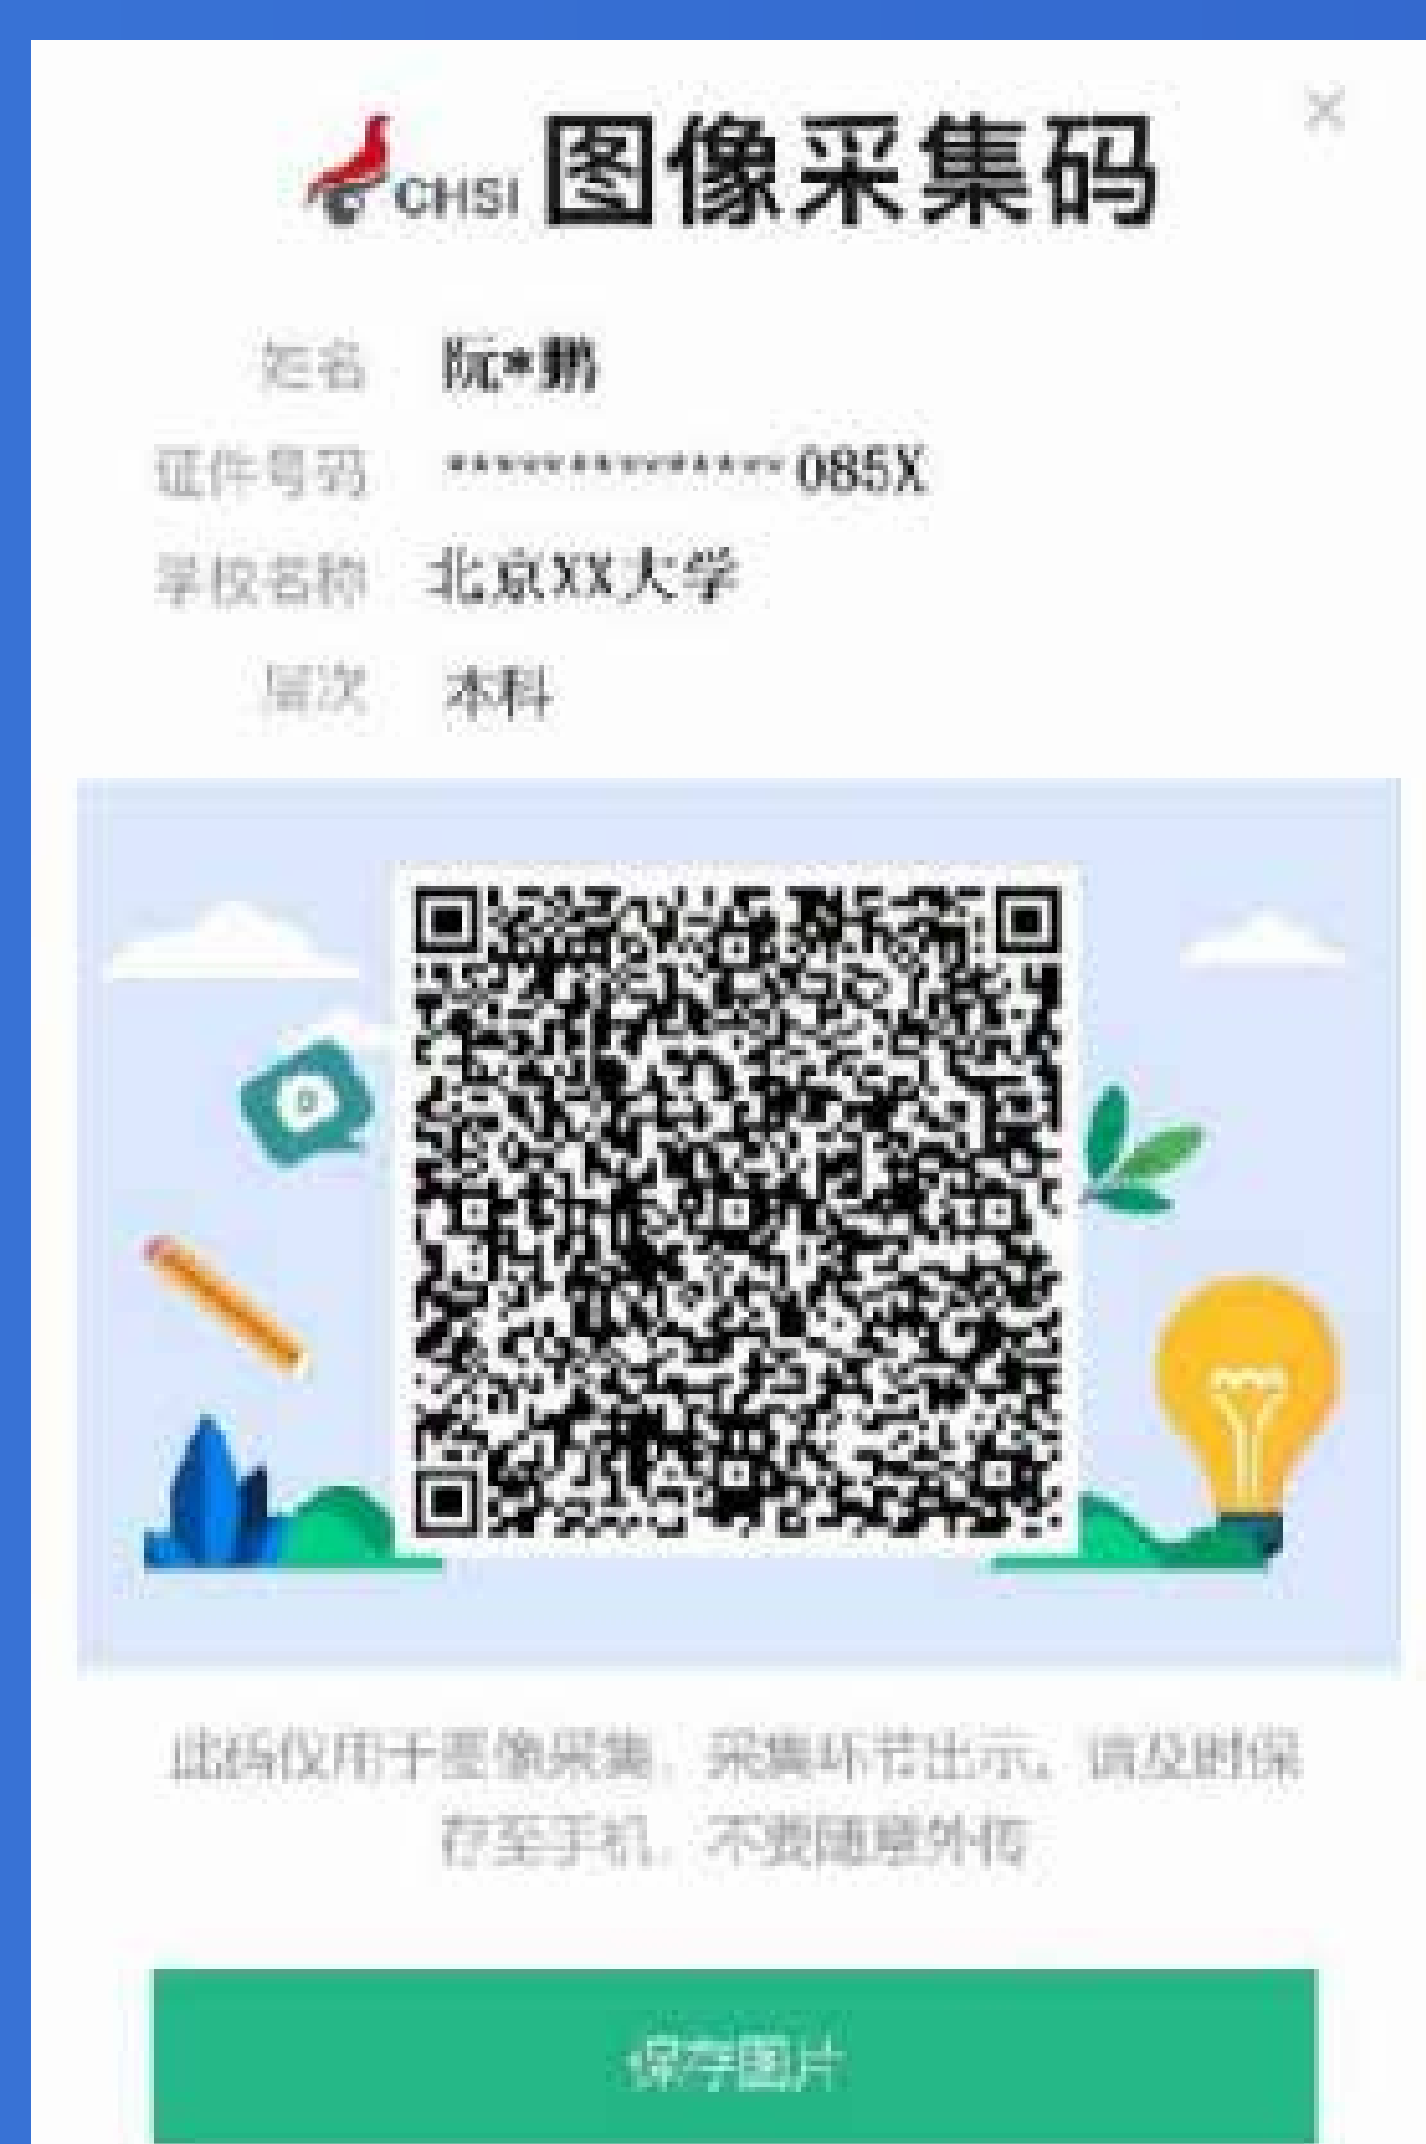 CHSI 图像采集码
姓名 阮*鹏
证件号码 **************085X
学校名称 北京XX大学
层次 本科
此码仅用于图像采集，采集环节出示。请及时保
存至手机，不要随意外传
保存图片